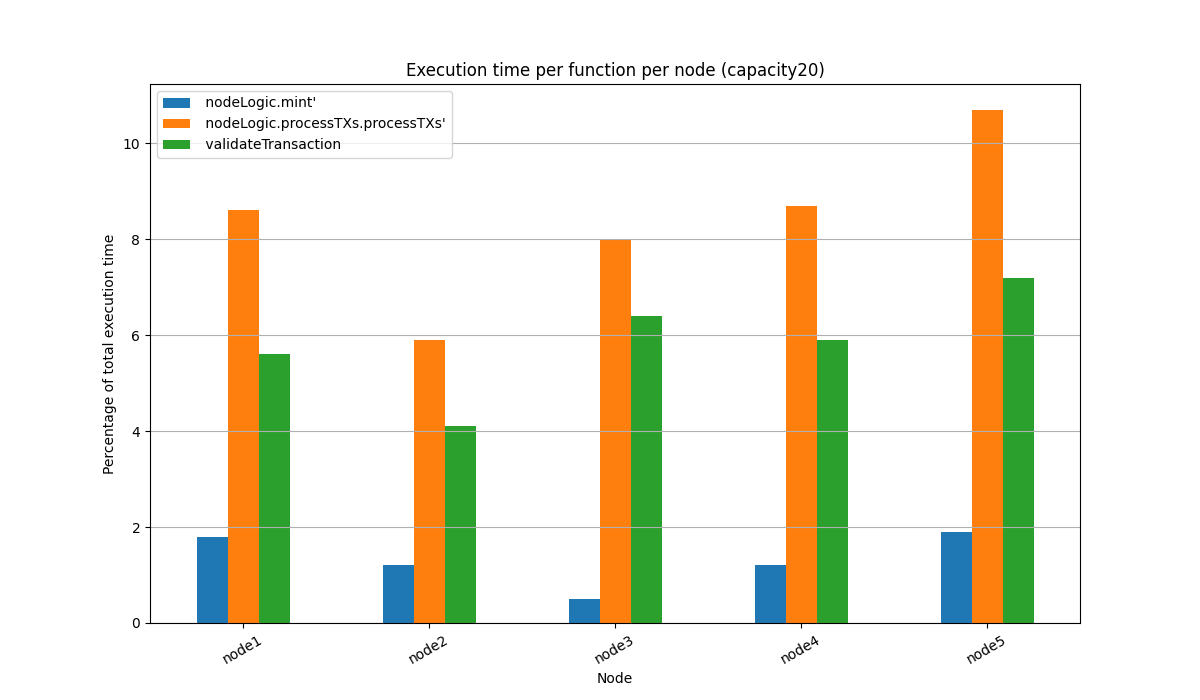 Execution time per function per node (capacity20)
nodeLogic.mint'
nodeLogic.processTXs.processTXs'
validateTransaction
Percentage of total execution time
10
8
6
4
2
0
node1
node2
node3
node4
node5
Node